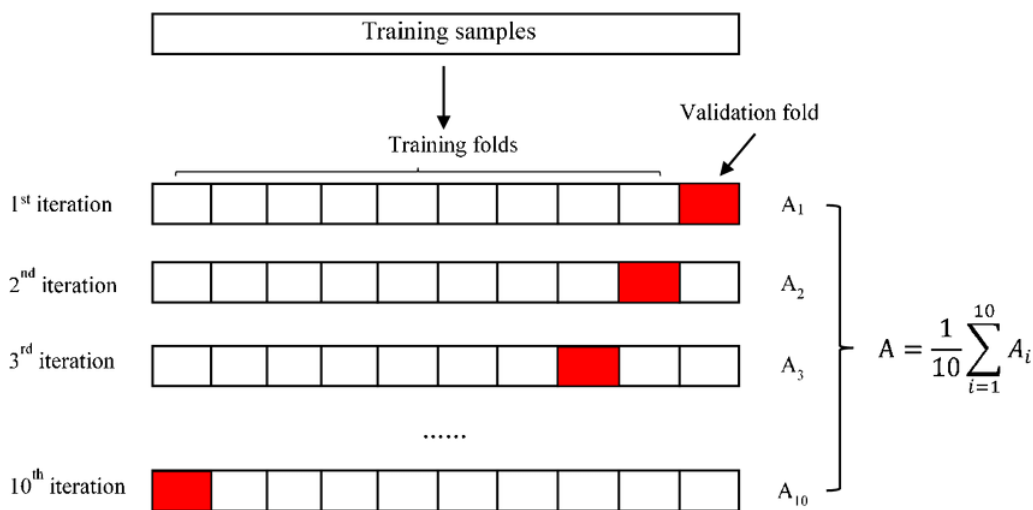 Training samples
Validation fold
Training folds
1st iteration
A1
2nd iteration
A2
A = 1/10 ∑ i=1 10 Ai
3rd iteration
A3
......
10th iteration
A10